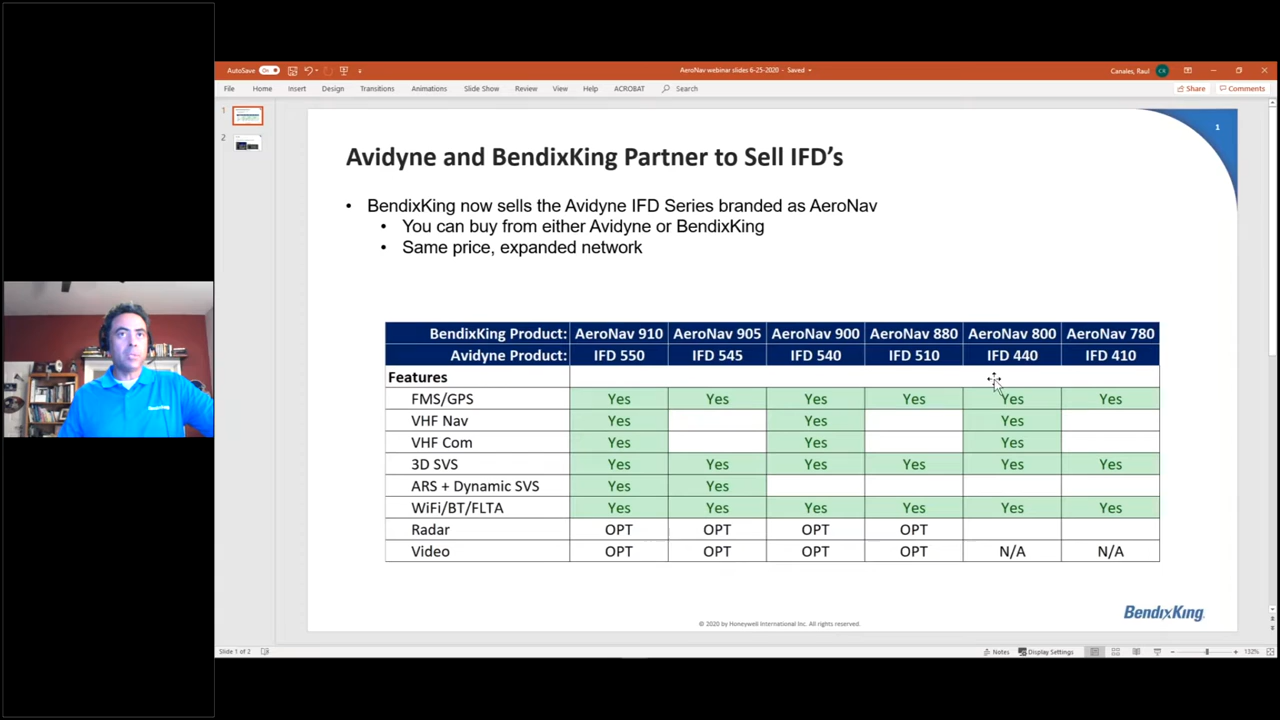 AutoSave On
AeroNav webinar slides 6-25-2020 - Saved
Canales, Raul CR
File Home Insert Design Transitions Animations Slide Show Review View Help ACROBAT Search
Share Comments
1
2
1
Avidyne and BendixKing Partner to Sell IFD's
• BendixKing now sells the Avidyne IFD Series branded as AeroNav
• You can buy from either Avidyne or BendixKing
• Same price, expanded network
BendixKing Product: AeroNav 910 AeroNav 905 AeroNav 900 AeroNav 880 AeroNav 800 AeroNav 780
Avidyne Product: IFD 550 IFD 545 IFD 540 IFD 510 IFD 440 IFD 410
Features
FMS/GPS Yes Yes Yes Yes Yes Yes
VHF Nav Yes Yes Yes
VHF Com Yes Yes Yes
3D SVS Yes Yes Yes Yes Yes Yes
ARS + Dynamic SVS Yes Yes
WiFi/BT/FLTA Yes Yes Yes Yes Yes Yes
Radar OPT OPT OPT OPT
Video OPT OPT OPT OPT N/A N/A
BendixKing
© 2020 by Honeywell International Inc. All rights reserved.
Slide 1 of 2
Notes Display Settings 132%